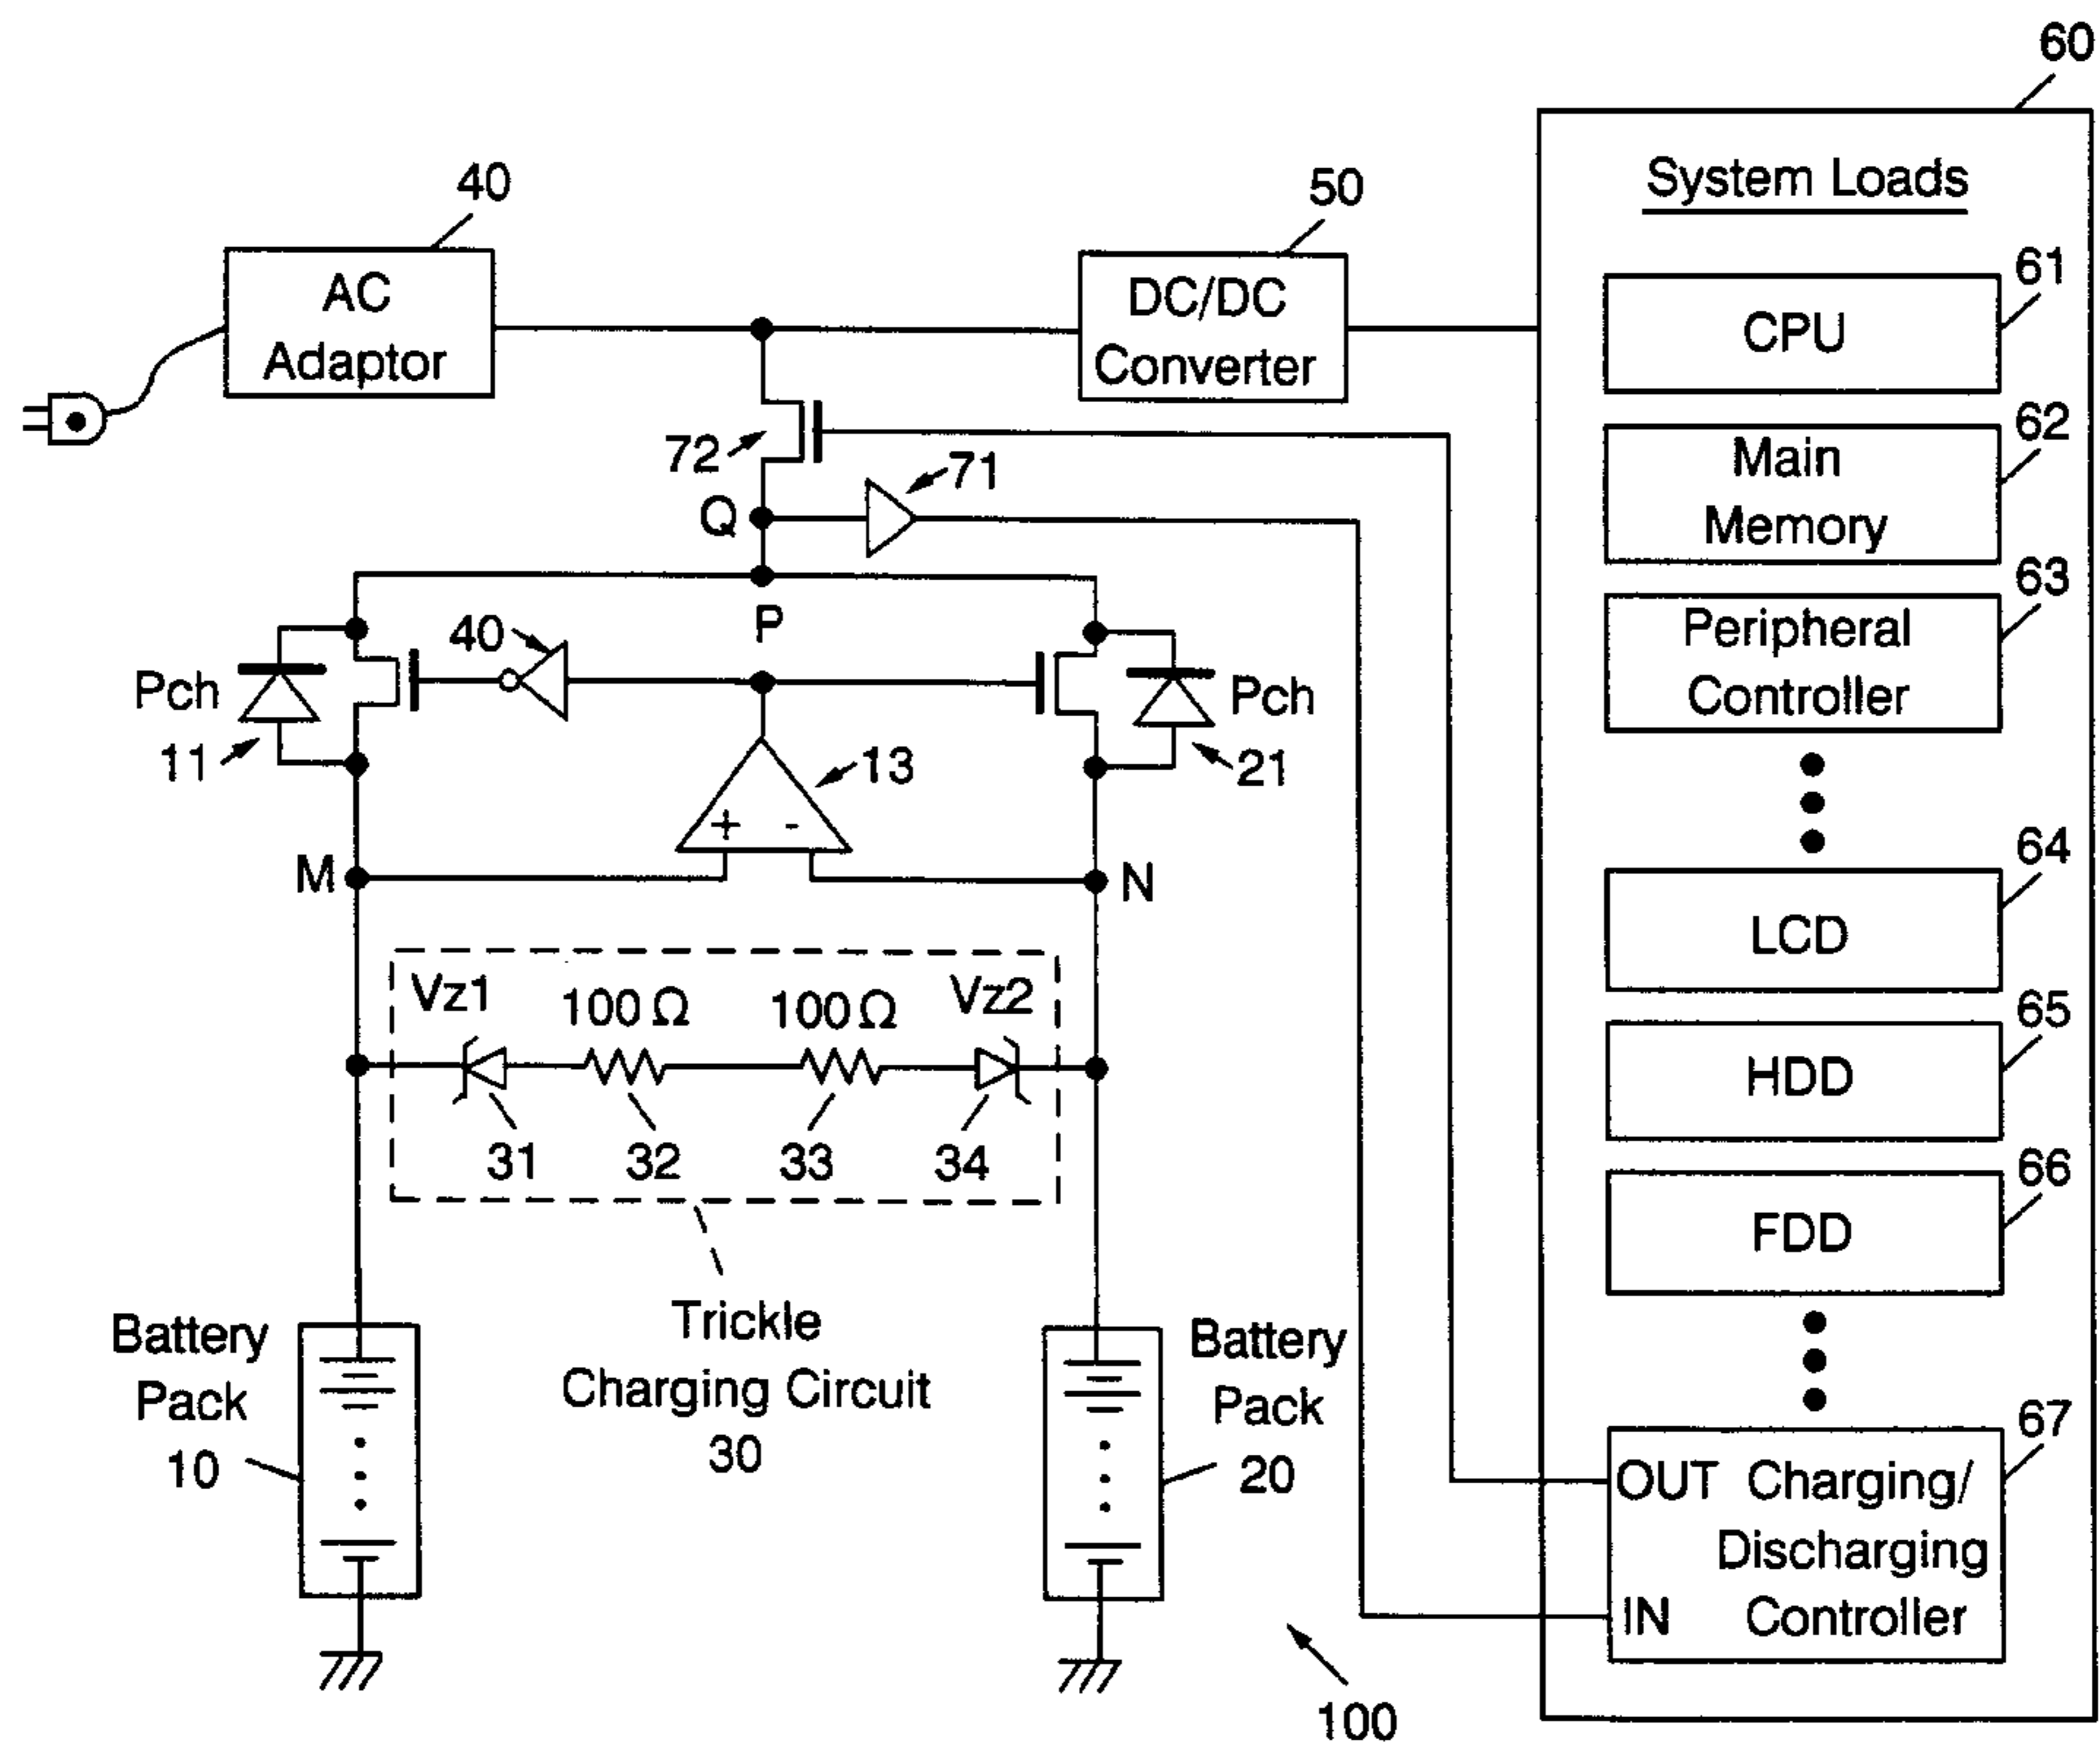 60
System Loads
40
50
AC
Adaptor
DC/DC
Converter
61
CPU
62
Main
Memory
72
71
Q
63
Peripheral
Controller
P
40
Pch
11
Pch
21
13
+ -
M
N
64
LCD
Vz1
100 Ω
100 Ω
Vz2
31
32
33
34
65
HDD
66
FDD
Battery
Pack
10
Trickle
Charging Circuit
30
Battery
Pack
20
67
OUT Charging/
Discharging
IN Controller
100